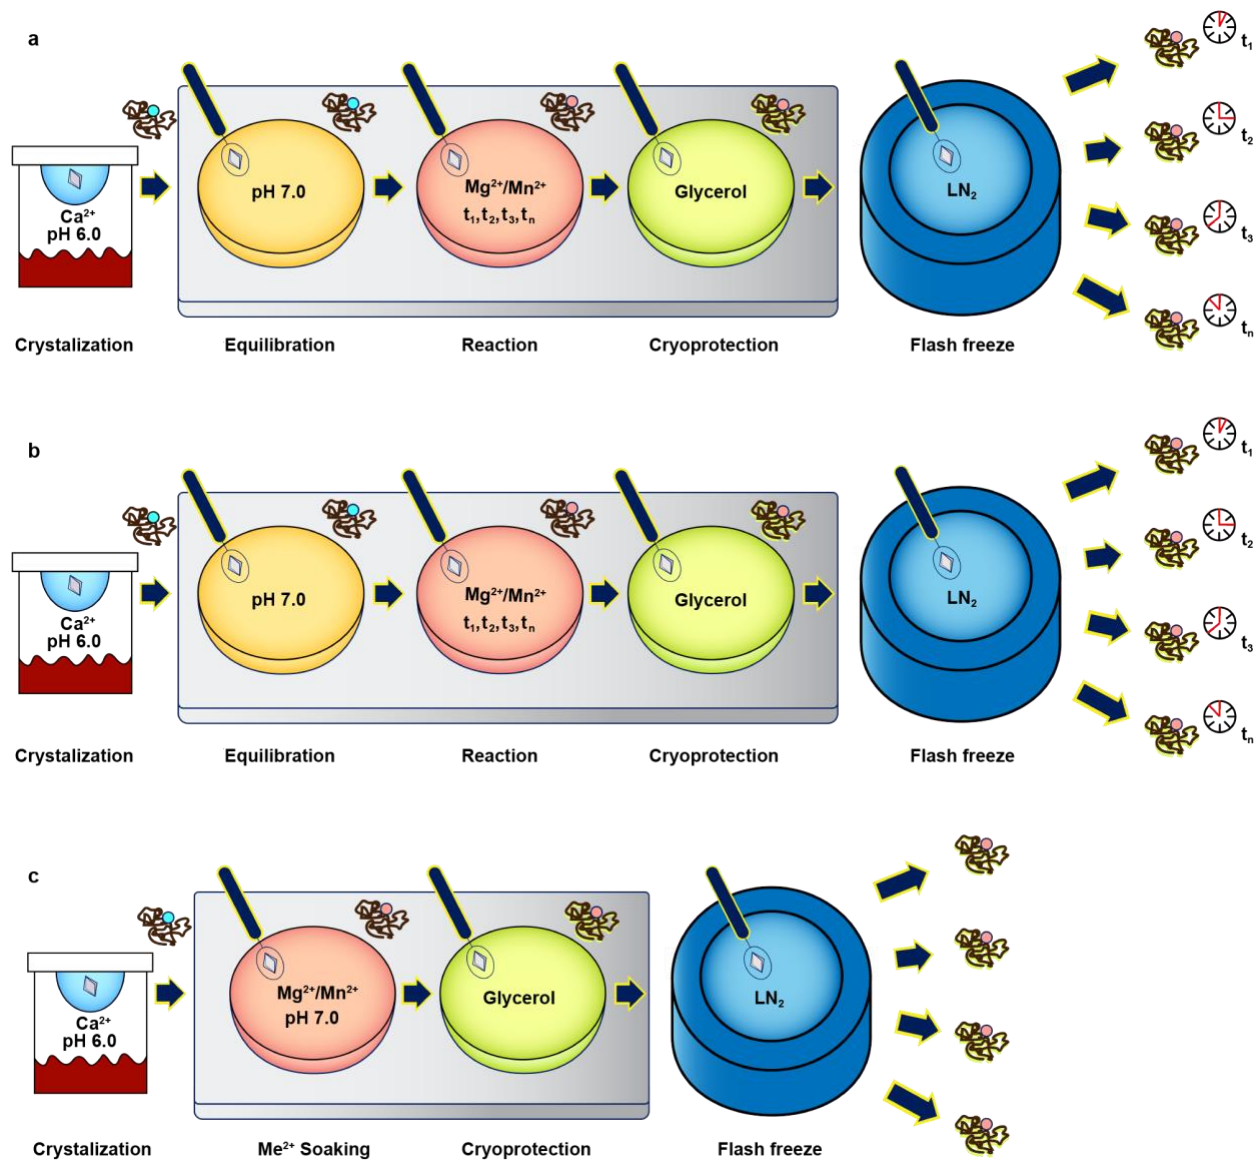 a
Ca²⁺
pH 6.0
pH 7.0
Mg²⁺/Mn²⁺
t₁, t₂, t₃, tₙ
Glycerol
LN₂
t₁
t₂
t₃
tₙ
Crystalization
Equilibration
Reaction
Cryoprotection
Flash freeze
b
Ca²⁺
pH 6.0
pH 7.0
Mg²⁺/Mn²⁺
t₁, t₂, t₃, tₙ
Glycerol
LN₂
t₁
t₂
t₃
tₙ
Crystalization
Equilibration
Reaction
Cryoprotection
Flash freeze
c
Ca²⁺
pH 6.0
Mg²⁺/Mn²⁺
pH 7.0
Glycerol
LN₂
Crystalization
Me²⁺ Soaking
Cryoprotection
Flash freeze